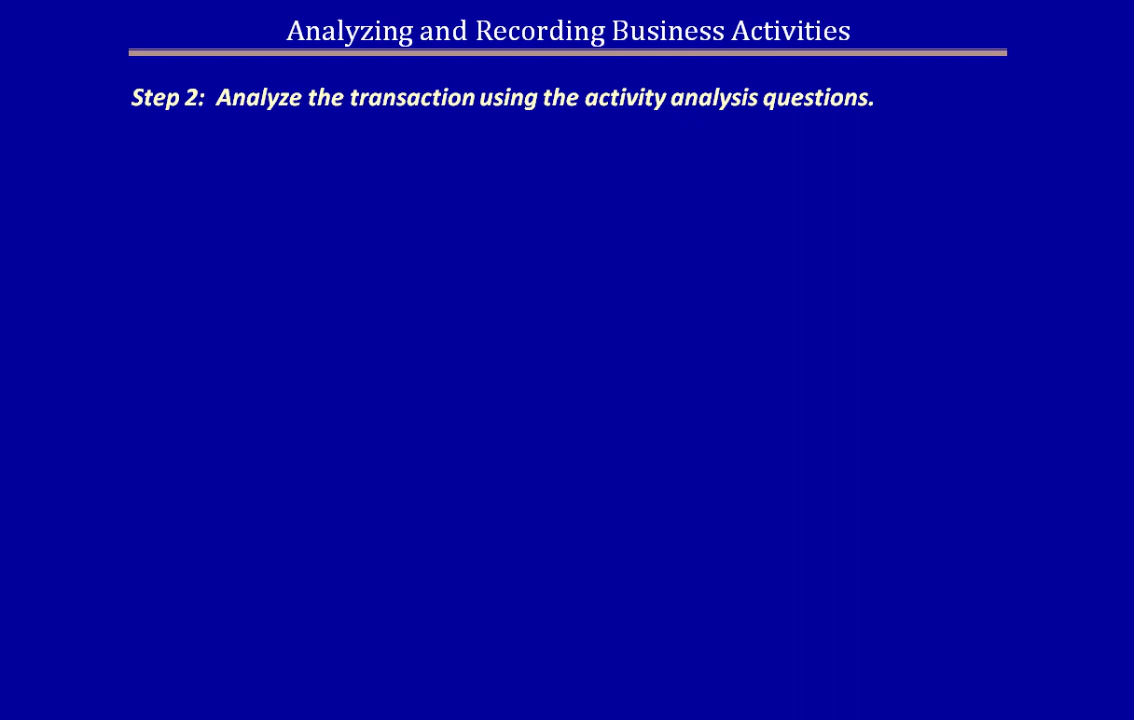 Analyzing and Recording Business Activities
Step 2: Analyze the transaction using the activity analysis questions.